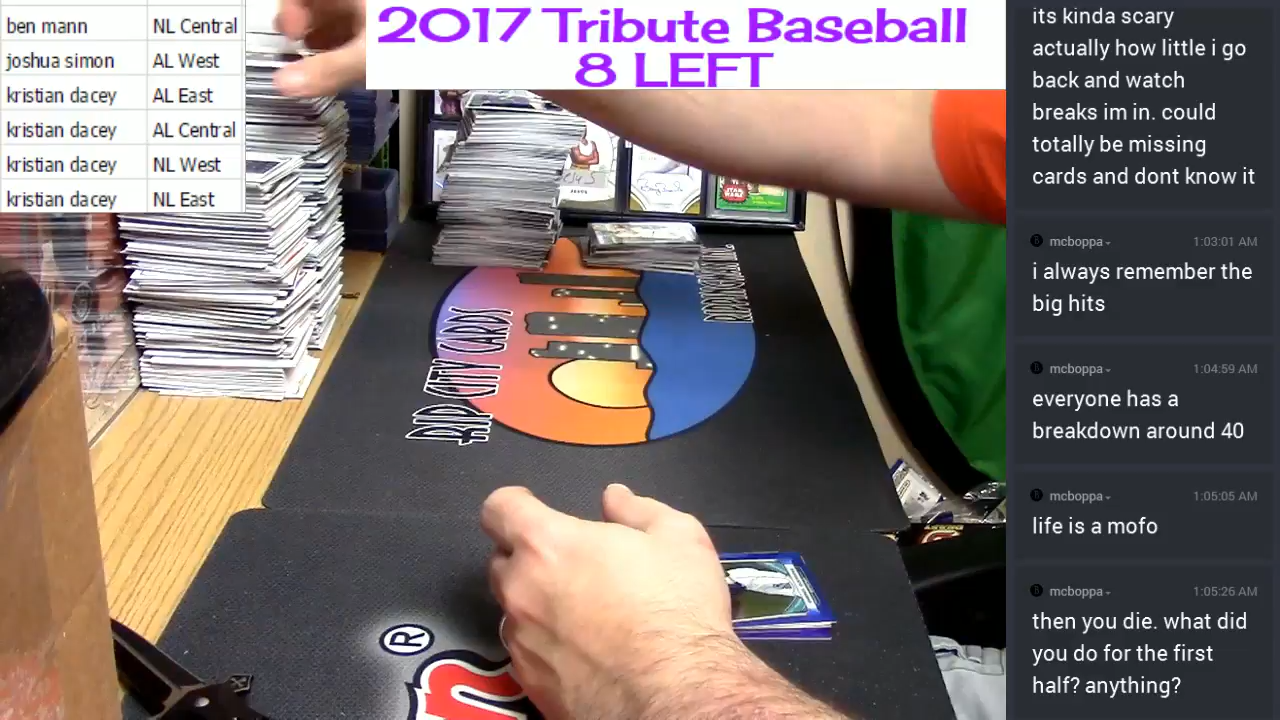 ben mann NL Central
joshua simon AL West
kristian dacey AL East
kristian dacey AL Central
kristian dacey NL West
kristian dacey NL East
2017 Tribute Baseball
8 LEFT
STAR
WARS
RIP CITY CARDS
®
its kinda scary
actually how little i go
back and watch
breaks im in. could
totally be missing
cards and dont know it
mcboppa 1:03:01 AM
i always remember the
big hits
mcboppa 1:04:59 AM
everyone has a
breakdown around 40
mcboppa 1:05:05 AM
life is a mofo
mcboppa 1:05:26 AM
then you die. what did
you do for the first
half? anything?